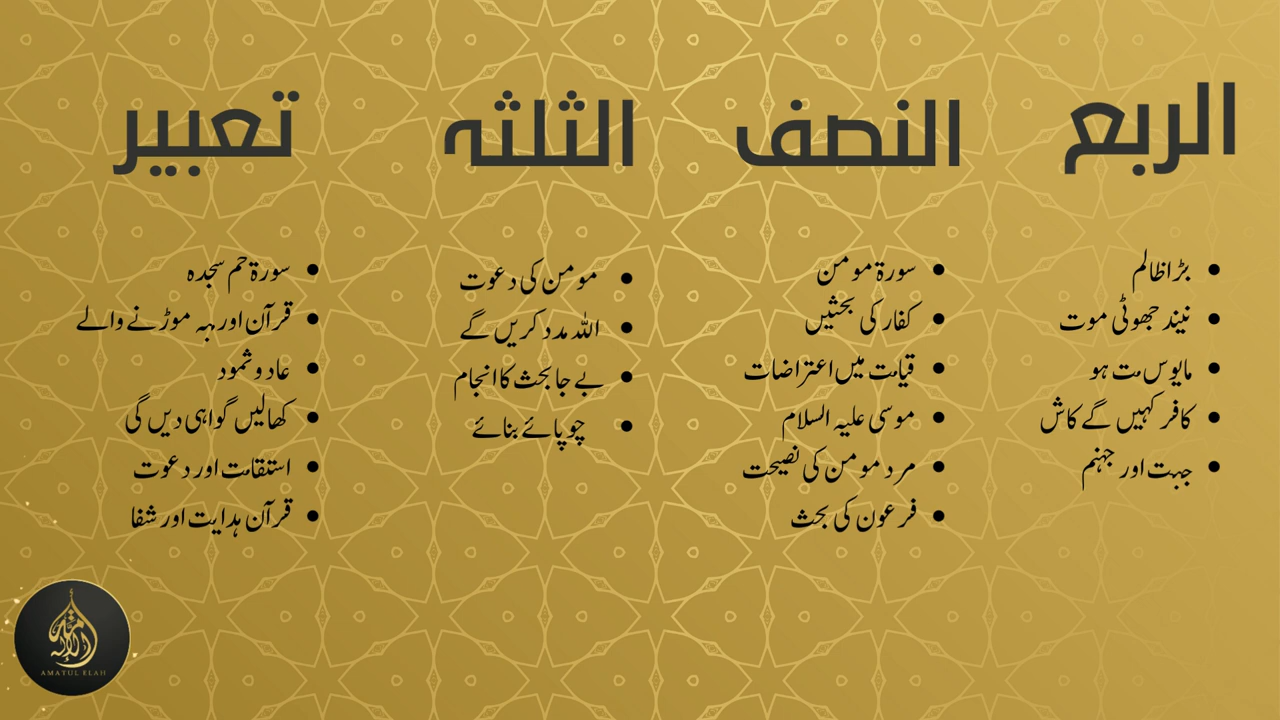 الربع
بڑا ظالم
نیند جھوٹی موت
مایوس مت ہو
کافر کہیں گے کاش
جنت اور جہنم
النصف
سورۃ مومن
کفار کی بحثیں
قیامت میں اعتراضات
موسی علیہ السلام
مرد مومن کی نصیحت
فرعون کی بحث
الثلثہ
مومن کی دعوت
اللہ مدد کریں گے
بے جا بحث کا انجام
چوپائے بنائے
تعبیر
سورۃ حم سجدہ
قرآن اور منہ موڑنے والے
عاد و ثمود
کھالیں گواہی دیں گی
استقامت اور دعوت
قرآن ہدایت اور شفا
AMAYUL ELAH